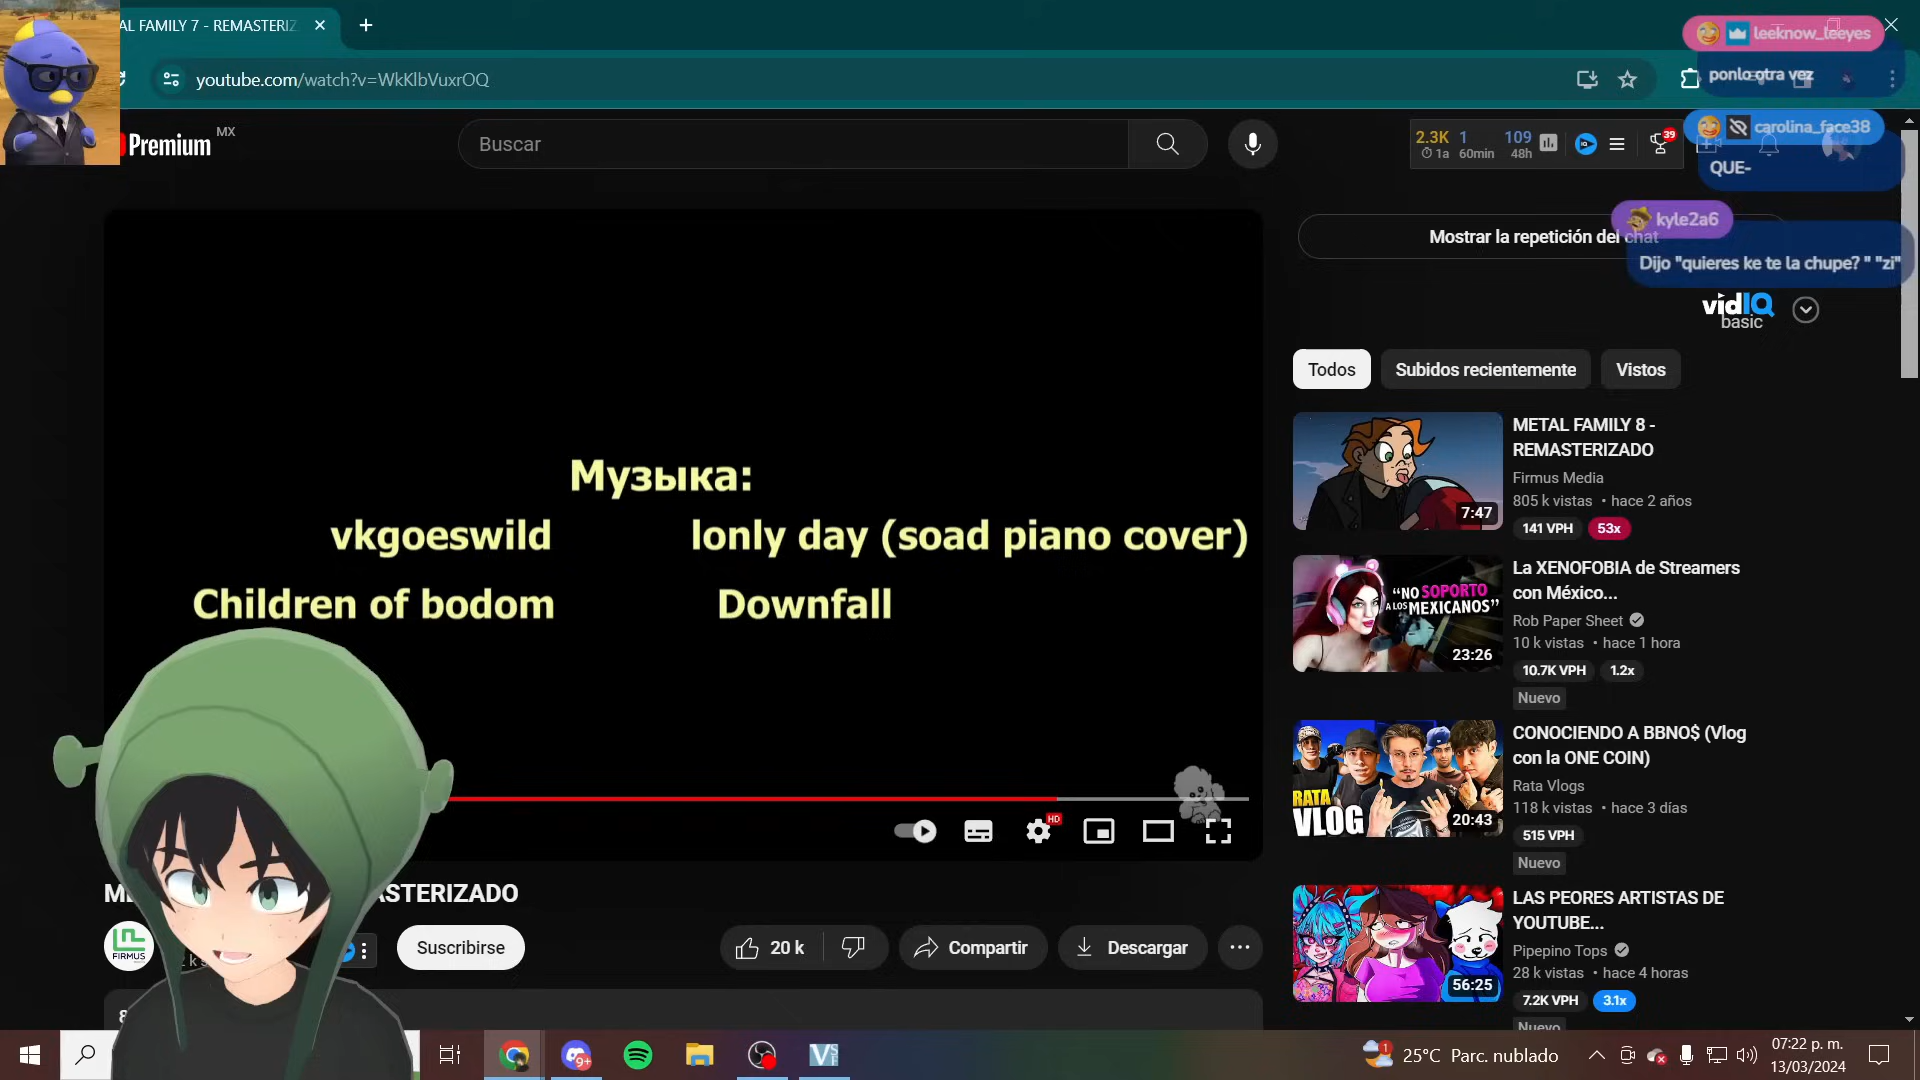 AL FAMILY 7 - REMASTERIZ
youtube.com/watch?v=WkKlbVuxrOQ
leeknow_leeyes
ponlo otra vez
Premium MX
Buscar
2.3K 1 109
1a 60min 48h
39
carolina_face38
QUE-
kyle2a6
Mostrar la repetición del chat
Dijo "quieres ke te la chupe? " "zi"
vidIQ
basic
Todos Subidos recientemente Vistos
Музыка:
vkgoeswild lonly day (soad piano cover)
Children of bodom Downfall
HD
METAL FAMILY 8 -
REMASTERIZADO
Firmus Media
805 k vistas • hace 2 años
141 VPH 53x
7:47
"NO SOPORTO
A LOS MEXICANOS"
23:26
La XENOFOBIA de Streamers
con México...
Rob Paper Sheet
10 k vistas • hace 1 hora
10.7K VPH 1.2x
Nuevo
RATA
VLOG
20:43
CONOCIENDO A BBNO$ (Vlog
con la ONE COIN)
Rata Vlogs
118 k vistas • hace 3 días
515 VPH
Nuevo
56:25
LAS PEORES ARTISTAS DE
YOUTUBE...
Pipepino Tops
28 k vistas • hace 4 horas
7.2K VPH 3.1x
Nuevo
STERIZADO
FIRMUS
Suscribirse
20 k
Compartir
Descargar
9+
1
25°C Parc. nublado
07:22 p. m.
13/03/2024